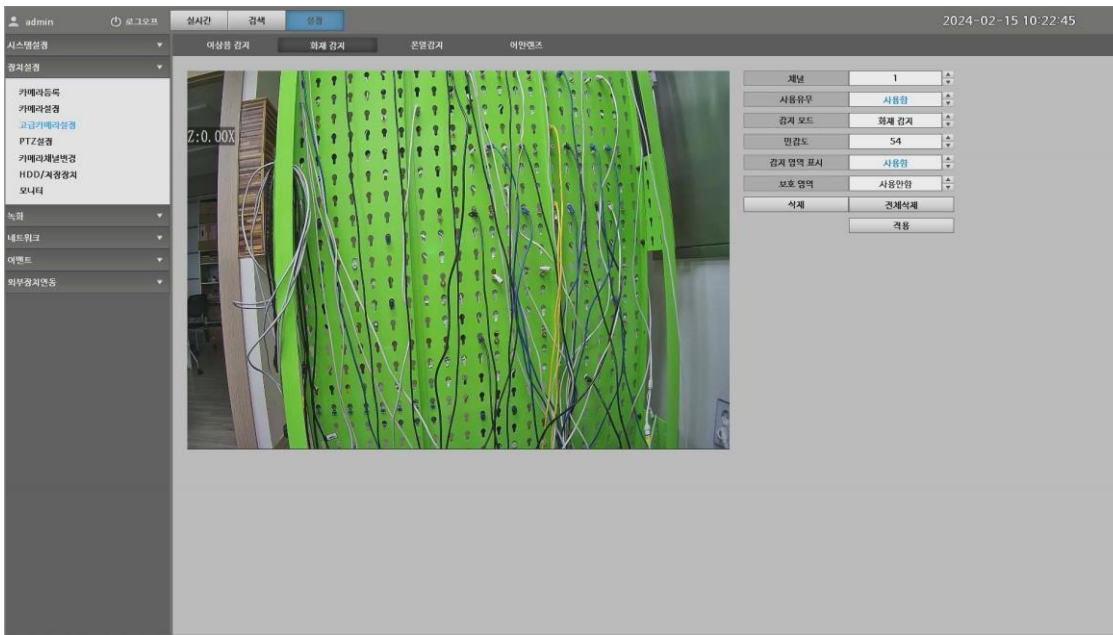 admin
로그오프
실시간
검색
설정
2024-02-15 10:22:45
시스템설정
이상음 감지
화재 감지
온열감지
어안렌즈
장치설정
카메라등록
카메라설정
고급카메라설정
PTZ설정
카메라채널변경
HDD/저장장치
모니터
녹화
네트워크
이벤트
외부장치연동
Z:0.00X
채널
1
사용유무
사용함
감지 모드
화재 감지
민감도
54
감지 영역 표시
사용함
보호 영역
사용안함
삭제
전체삭제
적용